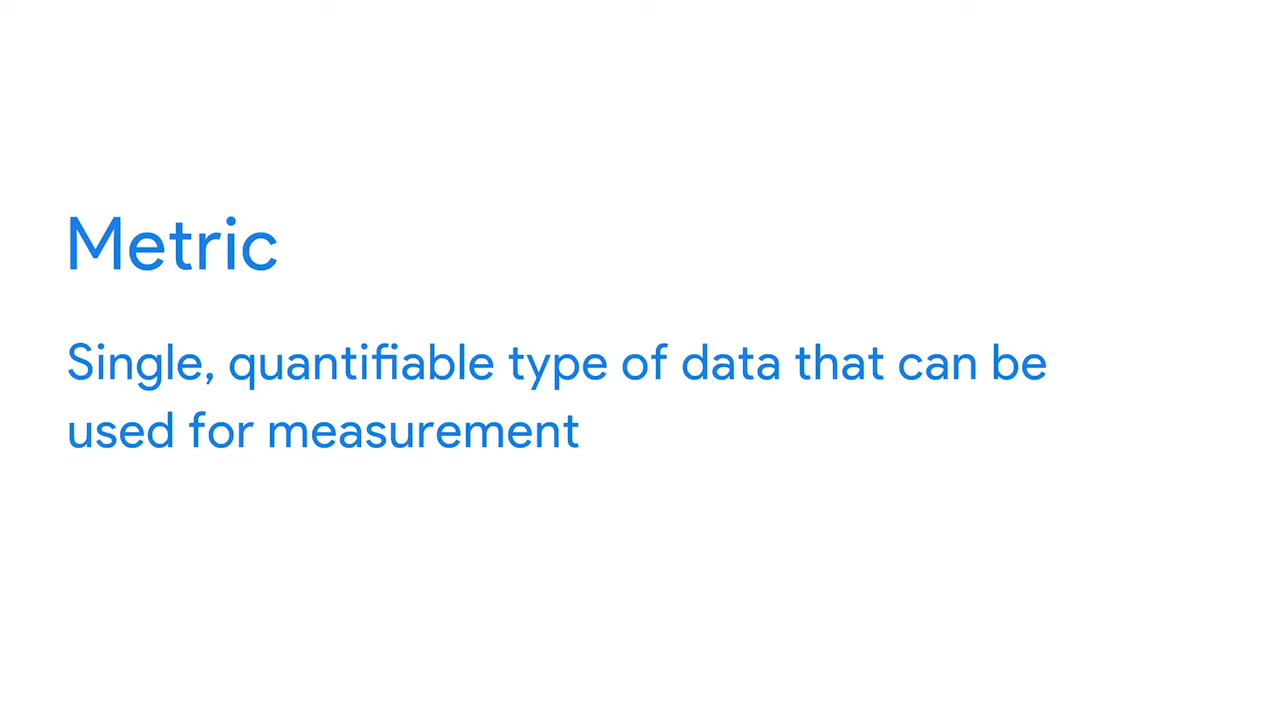 Metric
Single, quantifiable type of data that can be
used for measurement